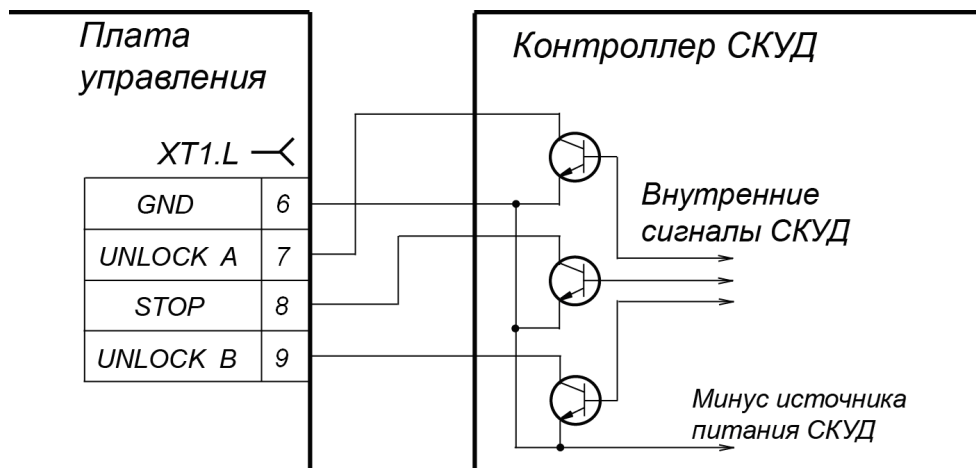 Плата
управления
Контроллер СКУД
XT1.L
GND 6
UNLOCK A 7
STOP 8
UNLOCK B 9
Внутренние
сигналы СКУД
Минус источника
питания СКУД